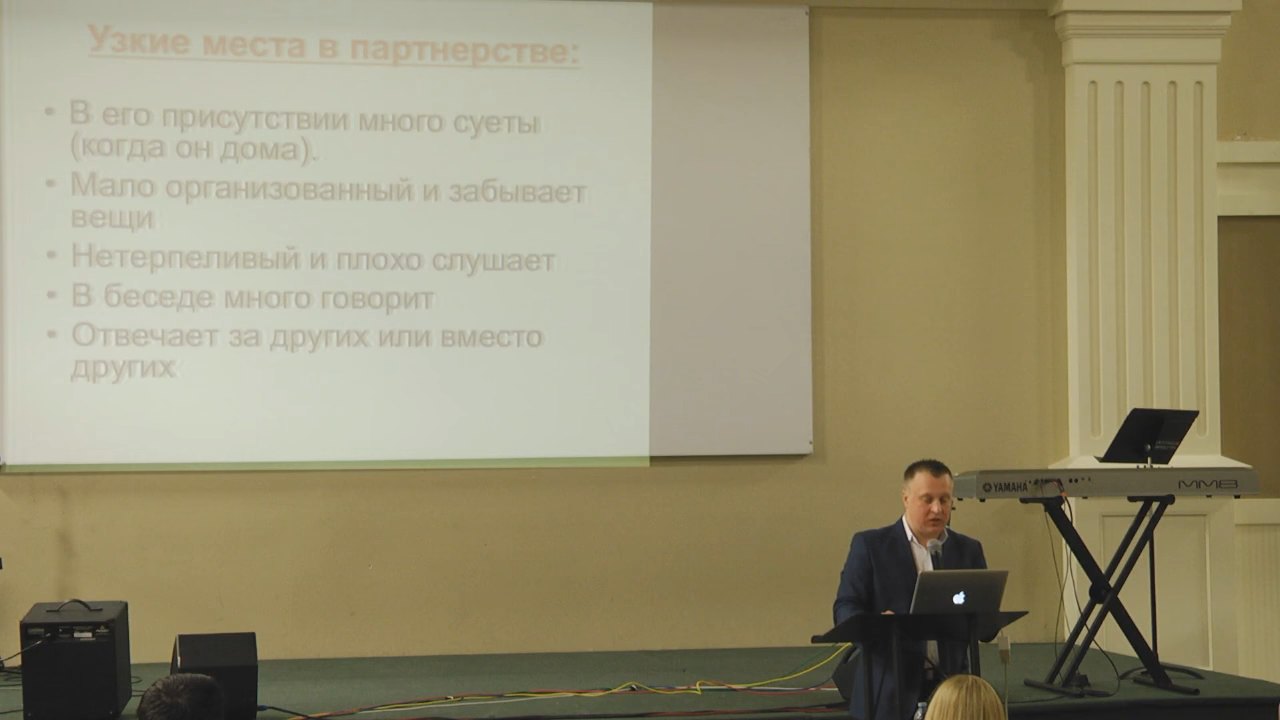 Узкие места в партнерстве:
• В его присутствии много суеты
(когда он дома).
• Мало организованный и забывает
вещи
• Нетерпеливый и плохо слушает
• В беседе много говорит
• Отвечает за других или вместо
других
YAMAHA
MM8